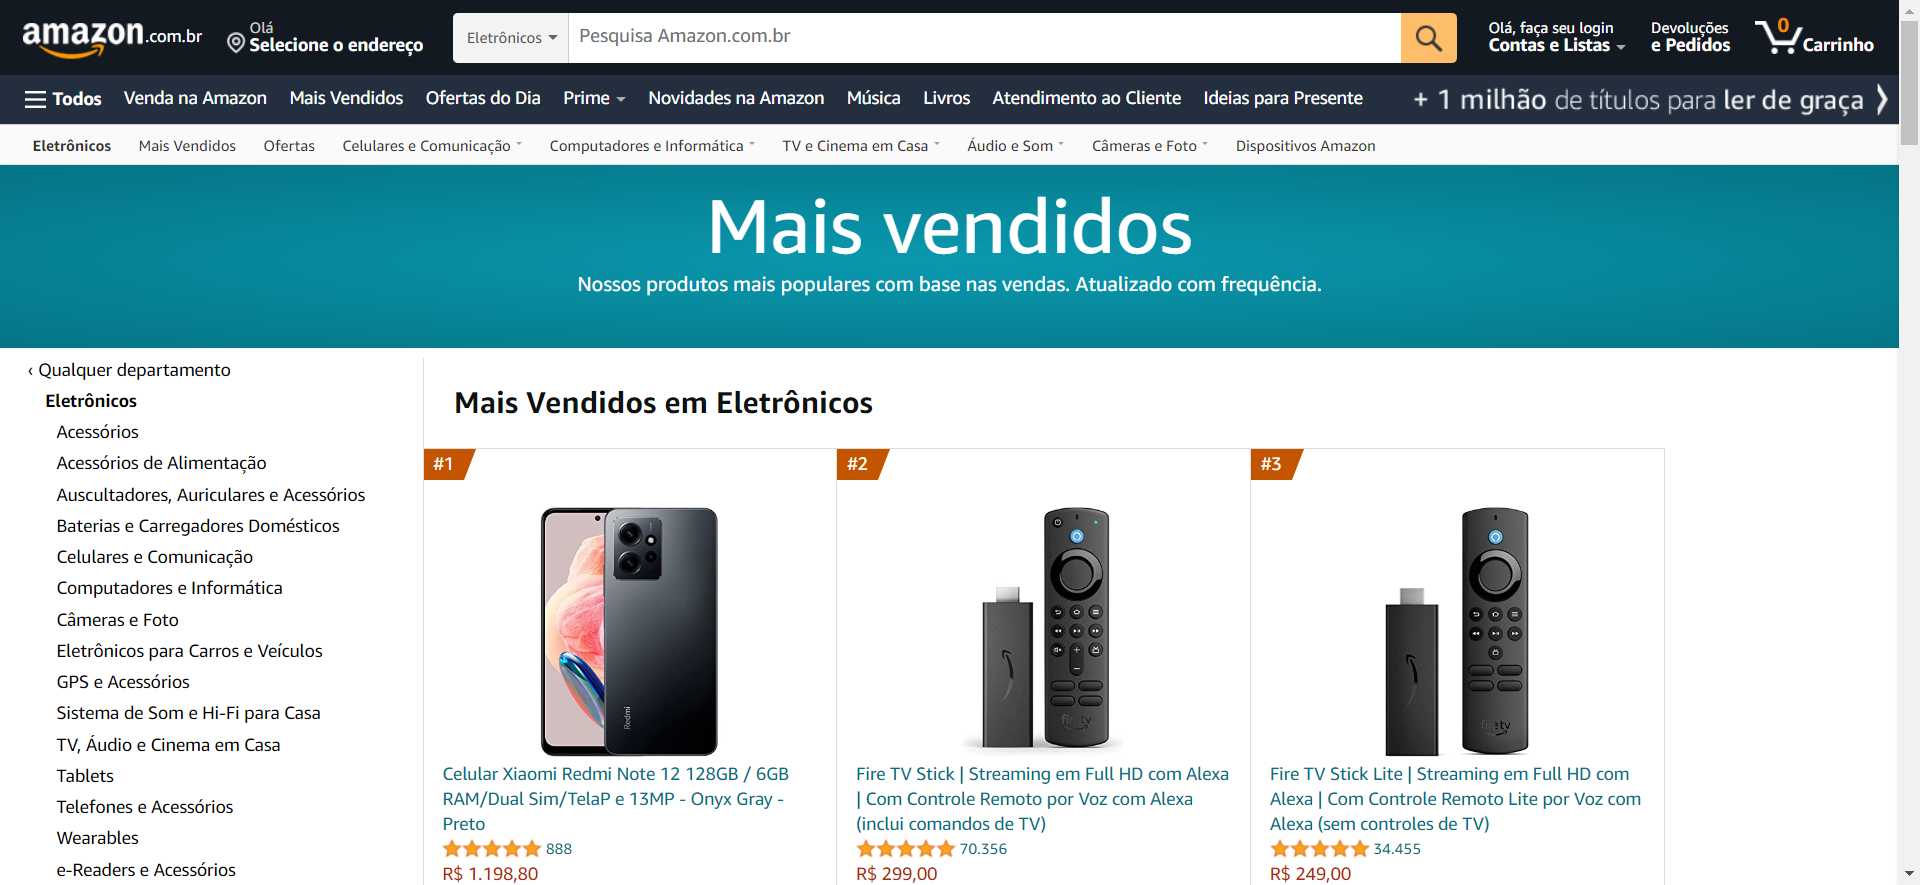 amazon.com.br
Olá
Selecione o endereço
Eletrônicos
Pesquisa Amazon.com.br
Olá, faça seu login
Contas e Listas
Devoluções
e Pedidos
0
Carrinho
Todos
Venda na Amazon
Mais Vendidos
Ofertas do Dia
Prime
Novidades na Amazon
Música
Livros
Atendimento ao Cliente
Ideias para Presente
+ 1 milhão de títulos para ler de graça
Eletrônicos
Mais Vendidos
Ofertas
Celulares e Comunicação
Computadores e Informática
TV e Cinema em Casa
Áudio e Som
Câmeras e Foto
Dispositivos Amazon
Mais vendidos
Nossos produtos mais populares com base nas vendas. Atualizado com frequência.
‹ Qualquer departamento
Eletrônicos
Acessórios
Acessórios de Alimentação
Auscultadores, Auriculares e Acessórios
Baterias e Carregadores Domésticos
Celulares e Comunicação
Computadores e Informática
Câmeras e Foto
Eletrônicos para Carros e Veículos
GPS e Acessórios
Sistema de Som e Hi-Fi para Casa
TV, Áudio e Cinema em Casa
Tablets
Telefones e Acessórios
Wearables
e-Readers e Acessórios
Mais Vendidos em Eletrônicos
#1
Redmi
Celular Xiaomi Redmi Note 12 128GB / 6GB
RAM/Dual Sim/TelaP e 13MP - Onyx Gray -
Preto
888
R$ 1.198,80
#2
fire tv
Fire TV Stick | Streaming em Full HD com Alexa
| Com Controle Remoto por Voz com Alexa
(inclui comandos de TV)
70.356
R$ 299,00
#3
fire tv
Fire TV Stick Lite | Streaming em Full HD com
Alexa | Com Controle Remoto Lite por Voz com
Alexa (sem controles de TV)
34.455
R$ 249,00